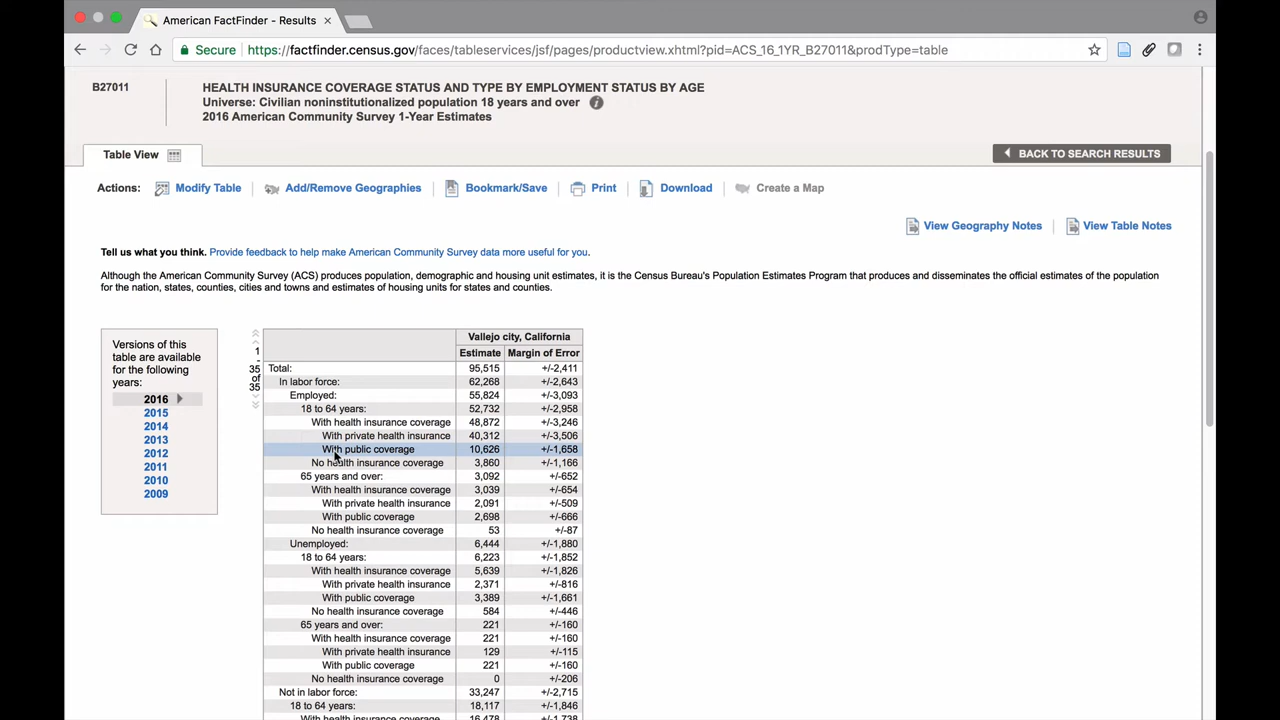 American FactFinder - Results
Secure https://factfinder.census.gov/faces/tableservices/jsf/pages/productview.xhtml?pid=ACS_16_1YR_B27011&prodType=table
B27011 HEALTH INSURANCE COVERAGE STATUS AND TYPE BY EMPLOYMENT STATUS BY AGE
Universe: Civilian noninstitutionalized population 18 years and over
2016 American Community Survey 1-Year Estimates
Table View BACK TO SEARCH RESULTS
Actions: Modify Table Add/Remove Geographies Bookmark/Save Print Download Create a Map
View Geography Notes View Table Notes
Tell us what you think. Provide feedback to help make American Community Survey data more useful for you.
Although the American Community Survey (ACS) produces population, demographic and housing unit estimates, it is the Census Bureau's Population Estimates Program that produces and disseminates the official estimates of the population
for the nation, states, counties, cities and towns and estimates of housing units for states and counties.
Versions of this
table are available
for the following
years:
2016
2015
2014
2013
2012
2011
2010
2009
1
-
35
of
35
Vallejo city, California
Estimate Margin of Error
Total: 95,515 +/-2,411
In labor force: 62,268 +/-2,643
Employed: 55,824 +/-3,093
18 to 64 years: 52,732 +/-2,958
With health insurance coverage 48,872 +/-3,246
With private health insurance 40,312 +/-3,506
With public coverage 10,626 +/-1,658
No health insurance coverage 3,860 +/-1,166
65 years and over: 3,092 +/-652
With health insurance coverage 3,039 +/-654
With private health insurance 2,091 +/-509
With public coverage 2,698 +/-666
No health insurance coverage 53 +/-87
Unemployed: 6,444 +/-1,880
18 to 64 years: 6,223 +/-1,852
With health insurance coverage 5,639 +/-1,826
With private health insurance 2,371 +/-816
With public coverage 3,389 +/-1,661
No health insurance coverage 584 +/-446
65 years and over: 221 +/-160
With health insurance coverage 221 +/-160
With private health insurance 129 +/-115
With public coverage 221 +/-160
No health insurance coverage 0 +/-206
Not in labor force: 33,247 +/-2,715
18 to 64 years: 18,117 +/-1,846
With health insurance coverage 16,478 +/-1,738